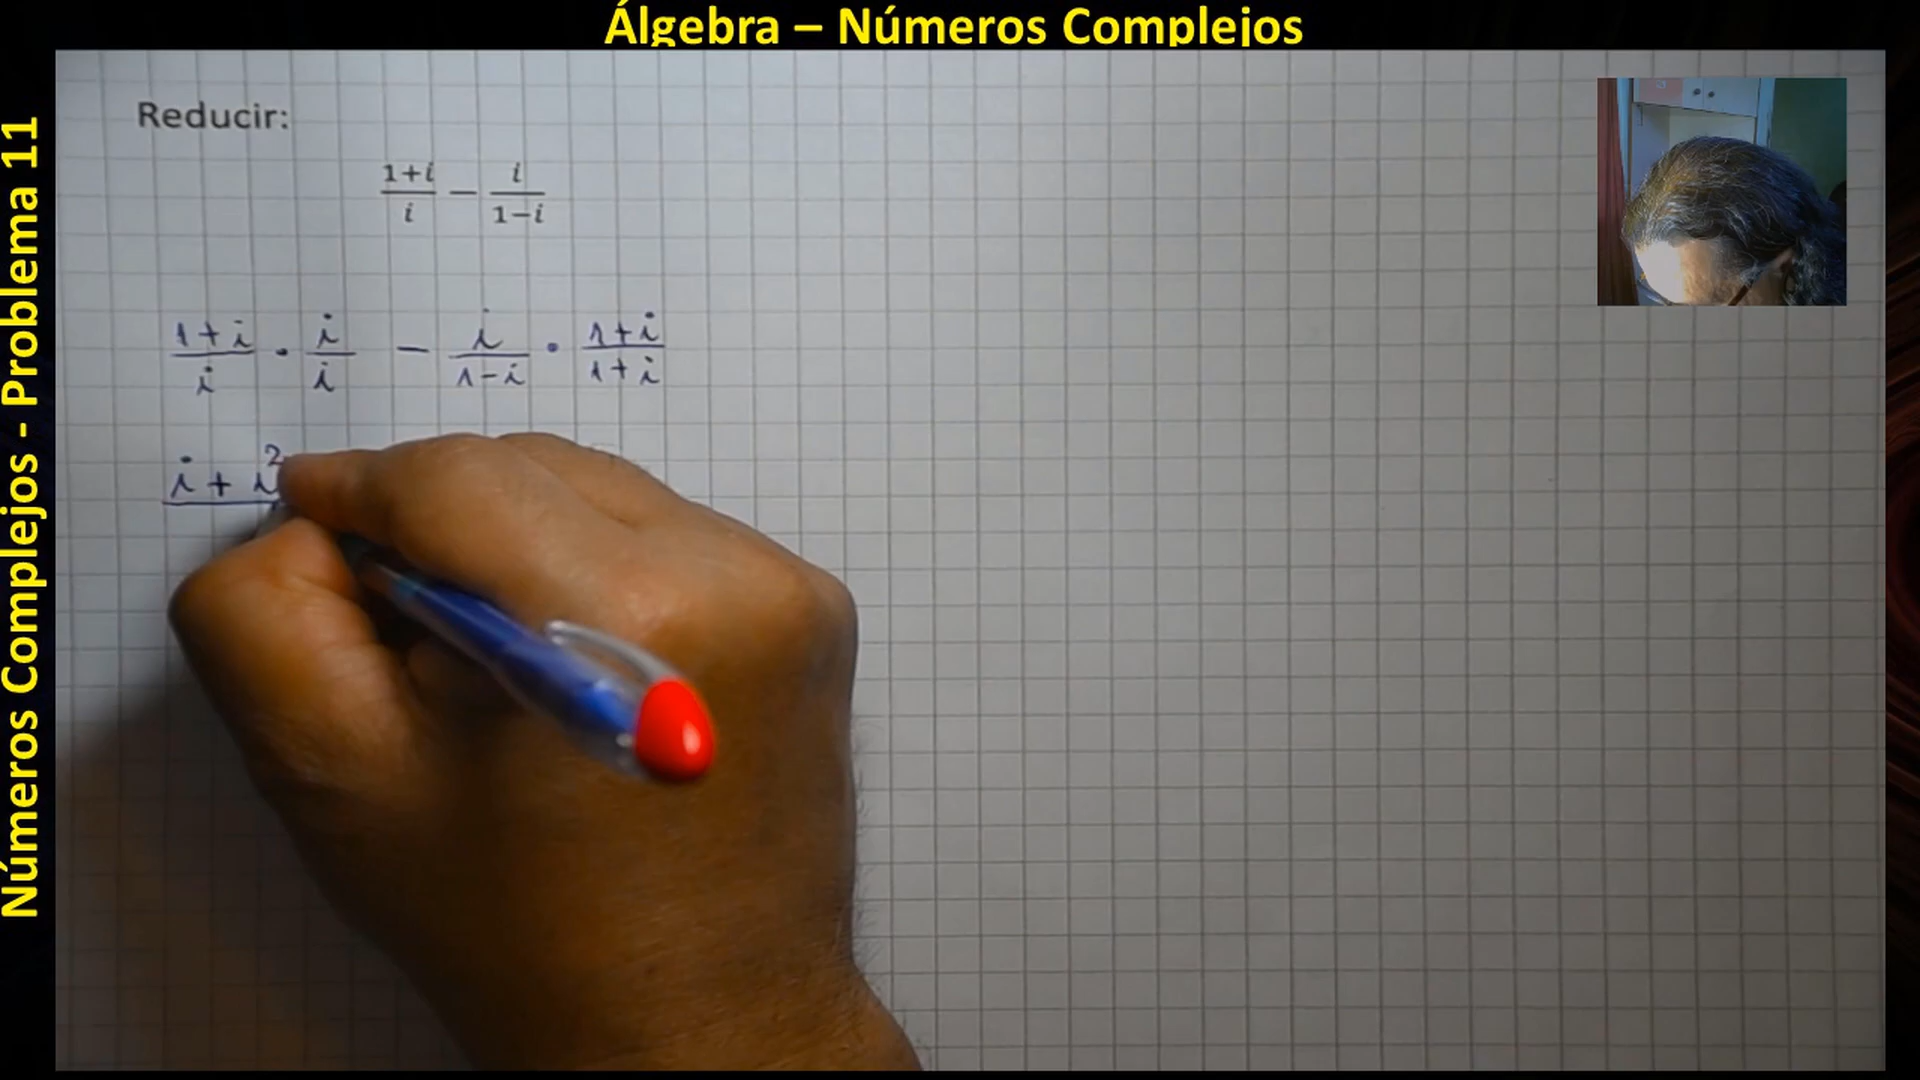 Álgebra – Números Complejos
Números Complejos - Problema 11
Reducir:
1+i/i − i/1−i
1+i/i · i/i − i/1−i · 1+i/1+i
i + i²